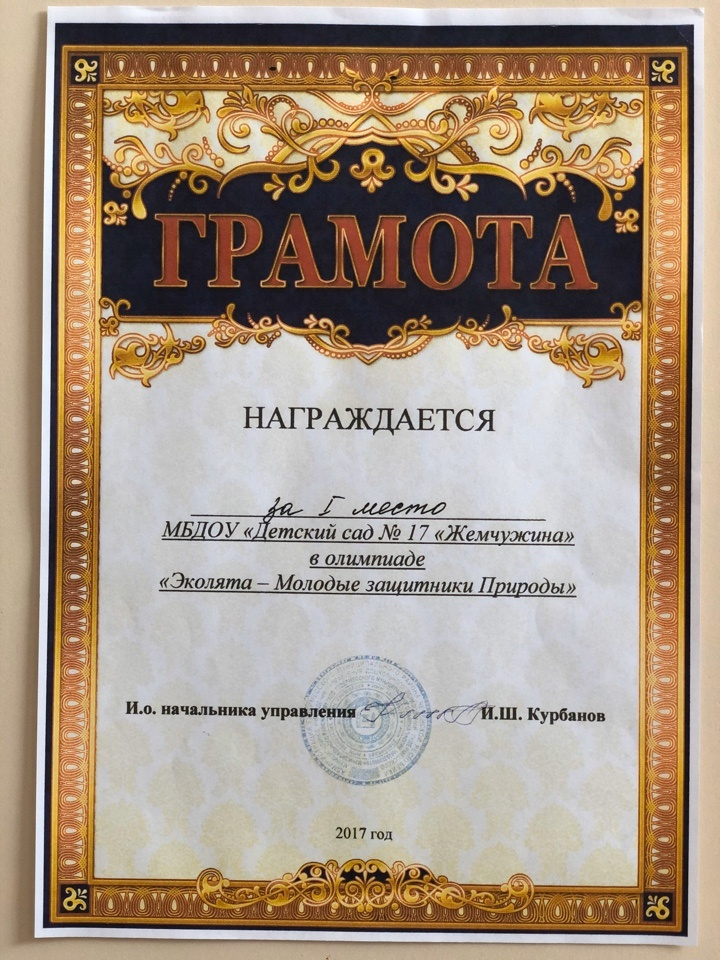 ГРАМОТА
НАГРАЖДАЕТСЯ
за I место
МБДОУ «Детский сад № 17 «Жемчужина»
в олимпиаде
«Эколята – Молодые защитники Природы»
И.о. начальника управления И.Ш. Курбанов
2017 год